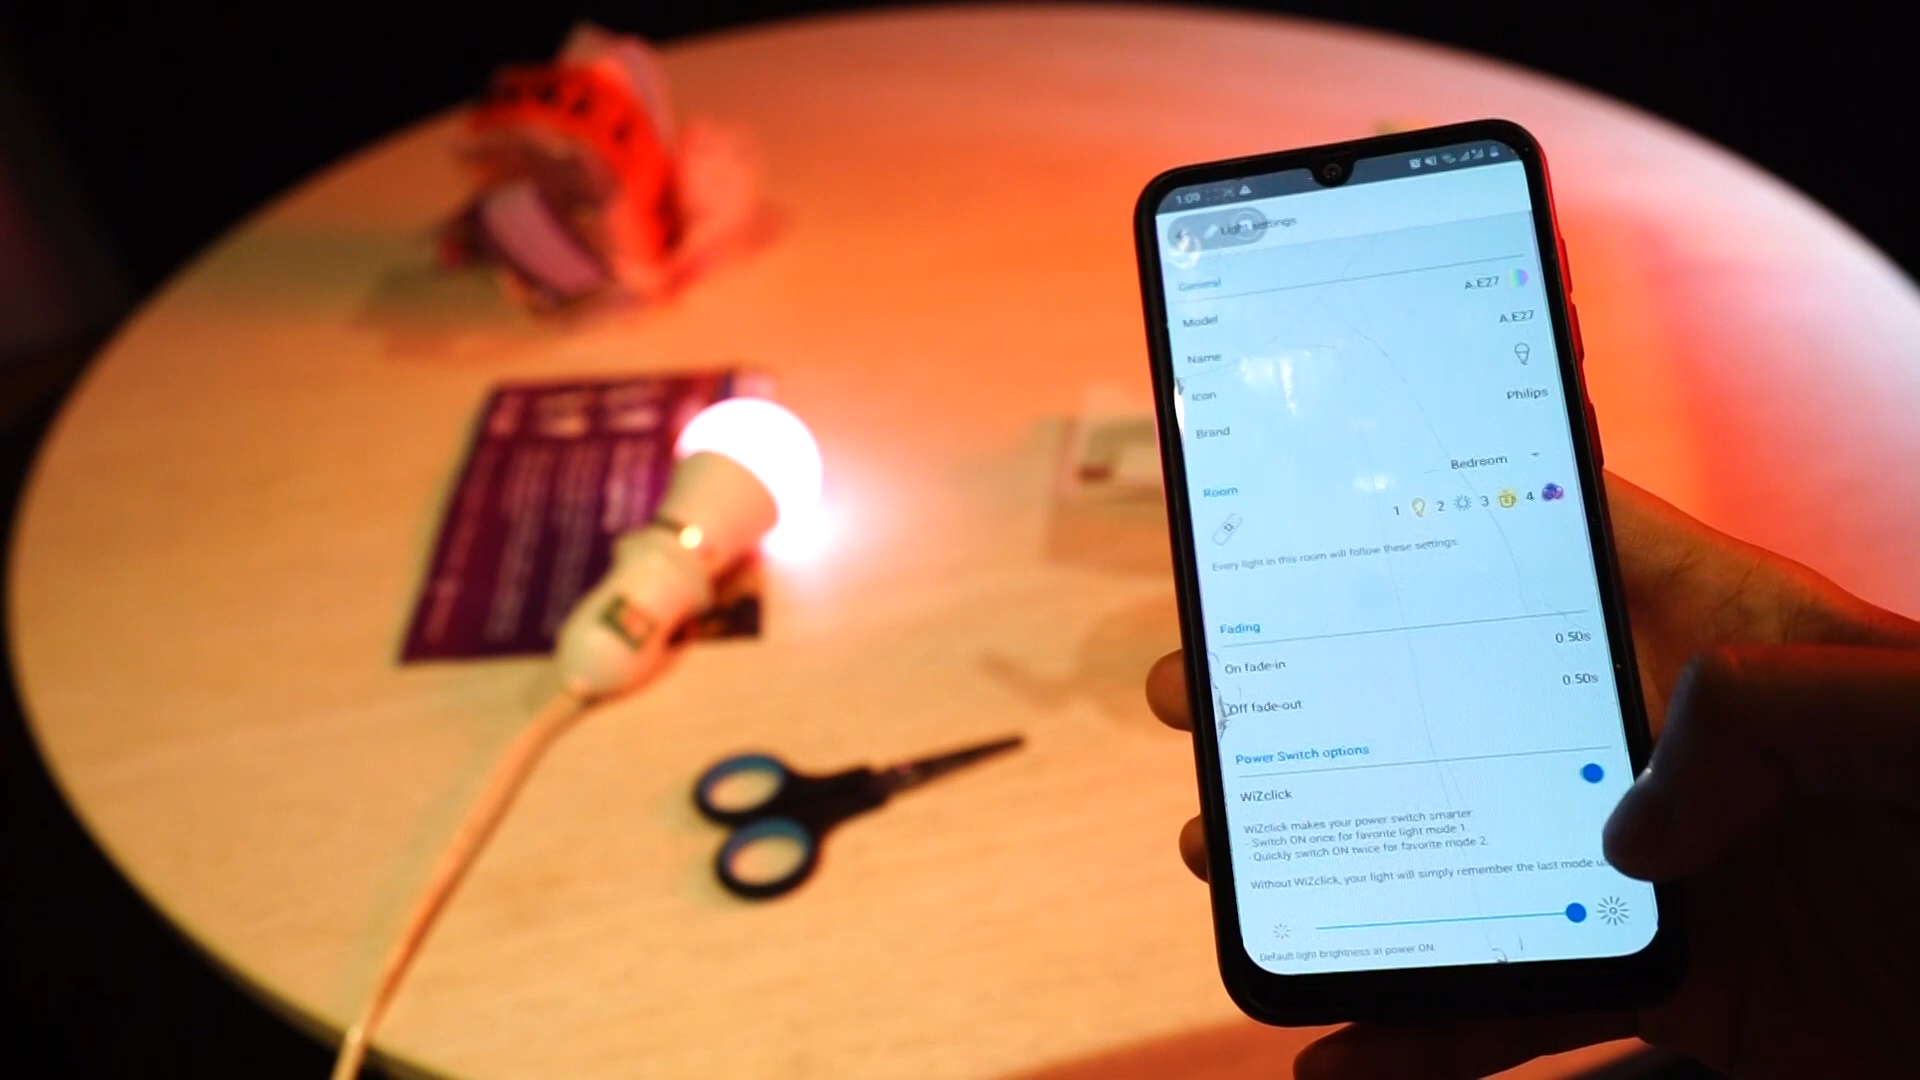 1:09
Light settings
General
Model A.E27
Name A.E27
Icon
Brand Philips
Room Bedroom
1 2 3 4
Every light in this room will follow these settings.
Fading
On fade-in 0.50s
Off fade-out 0.50s
Power Switch options
WiZclick
WiZclick makes your power switch smarter:
- Switch ON once for favorite light mode 1.
- Quickly switch ON twice for favorite mode 2.
Without WiZclick, your light will simply remember the last mode
Default light brightness at power ON.